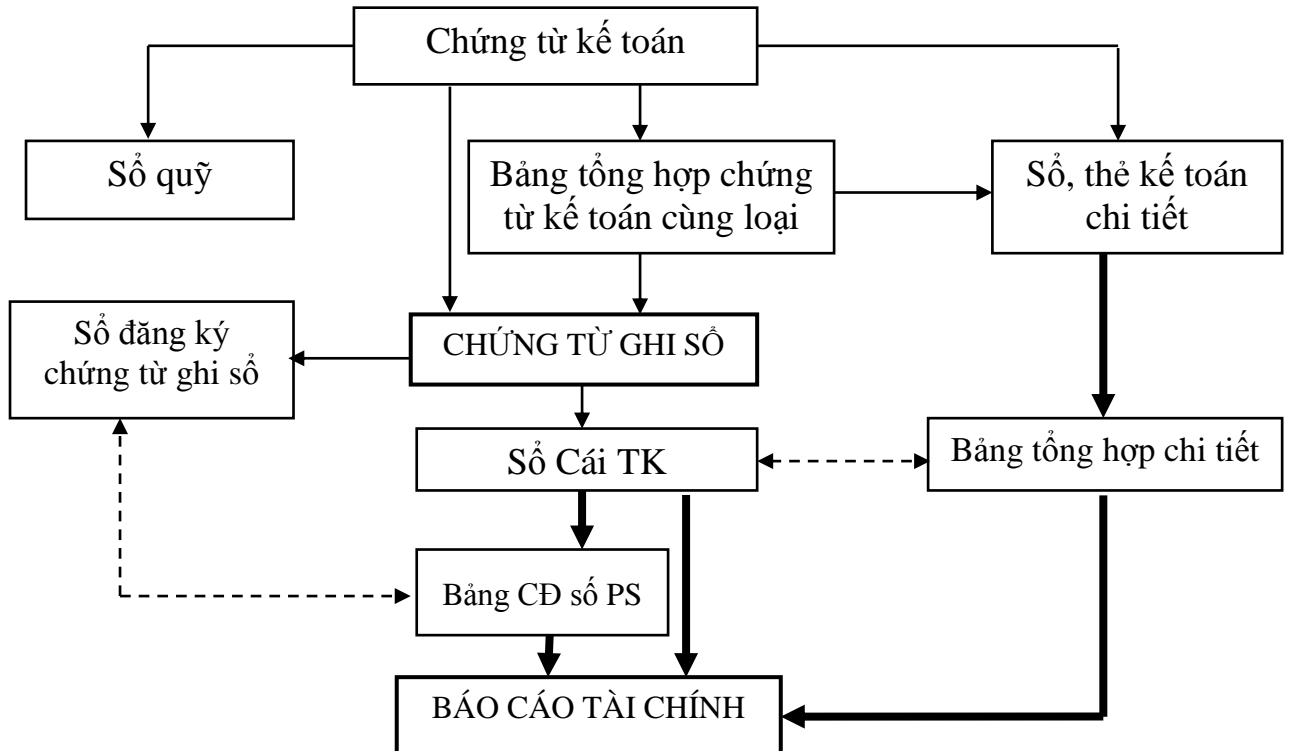 Chứng từ kế toán
Sổ quỹ
Bảng tổng hợp chứng
từ kế toán cùng loại
Sổ, thẻ kế toán
chi tiết
Sổ đăng ký
chứng từ ghi sổ
CHỨNG TỪ GHI SỔ
Sổ Cái TK
Bảng tổng hợp chi tiết
Bảng CĐ số PS
BÁO CÁO TÀI CHÍNH